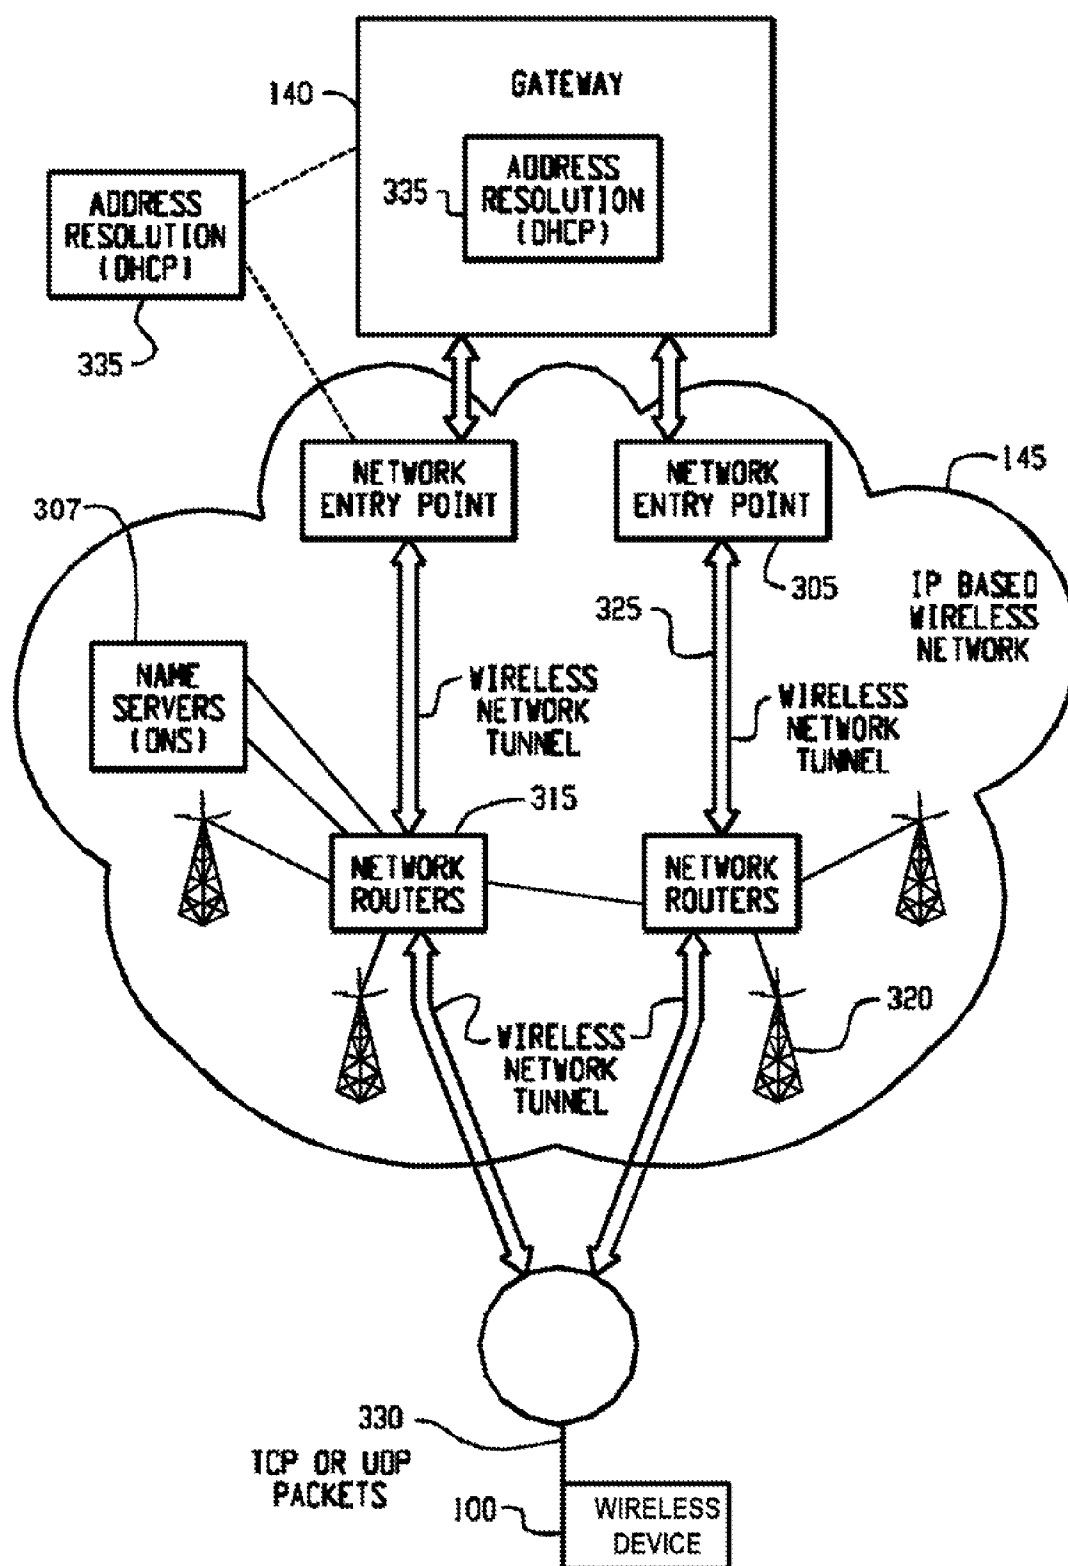 GATEWAY
140
ADDRESS
RESOLUTION
(DHCP)
335
ADDRESS
RESOLUTION
(DHCP)
335
NETWORK
ENTRY POINT
NETWORK
ENTRY POINT
145
307
305
IP BASED
WIRELESS
NETWORK
325
NAME
SERVERS
(DNS)
WIRELESS
NETWORK
TUNNEL
WIRELESS
NETWORK
TUNNEL
315
NETWORK
ROUTERS
NETWORK
ROUTERS
320
WIRELESS
NETWORK
TUNNEL
330
TCP OR UDP
PACKETS
100
WIRELESS
DEVICE